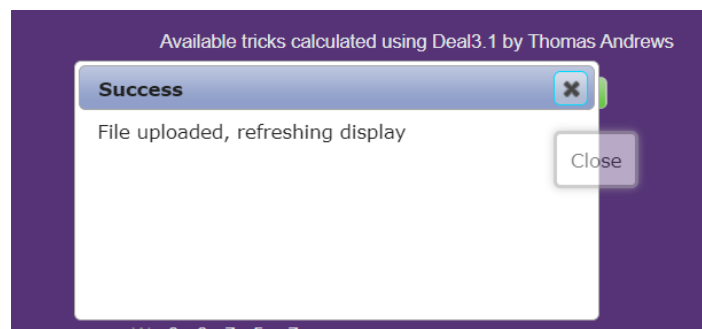 Available tricks calculated using Deal3.1 by Thomas Andrews
Success
File uploaded, refreshing display
Close